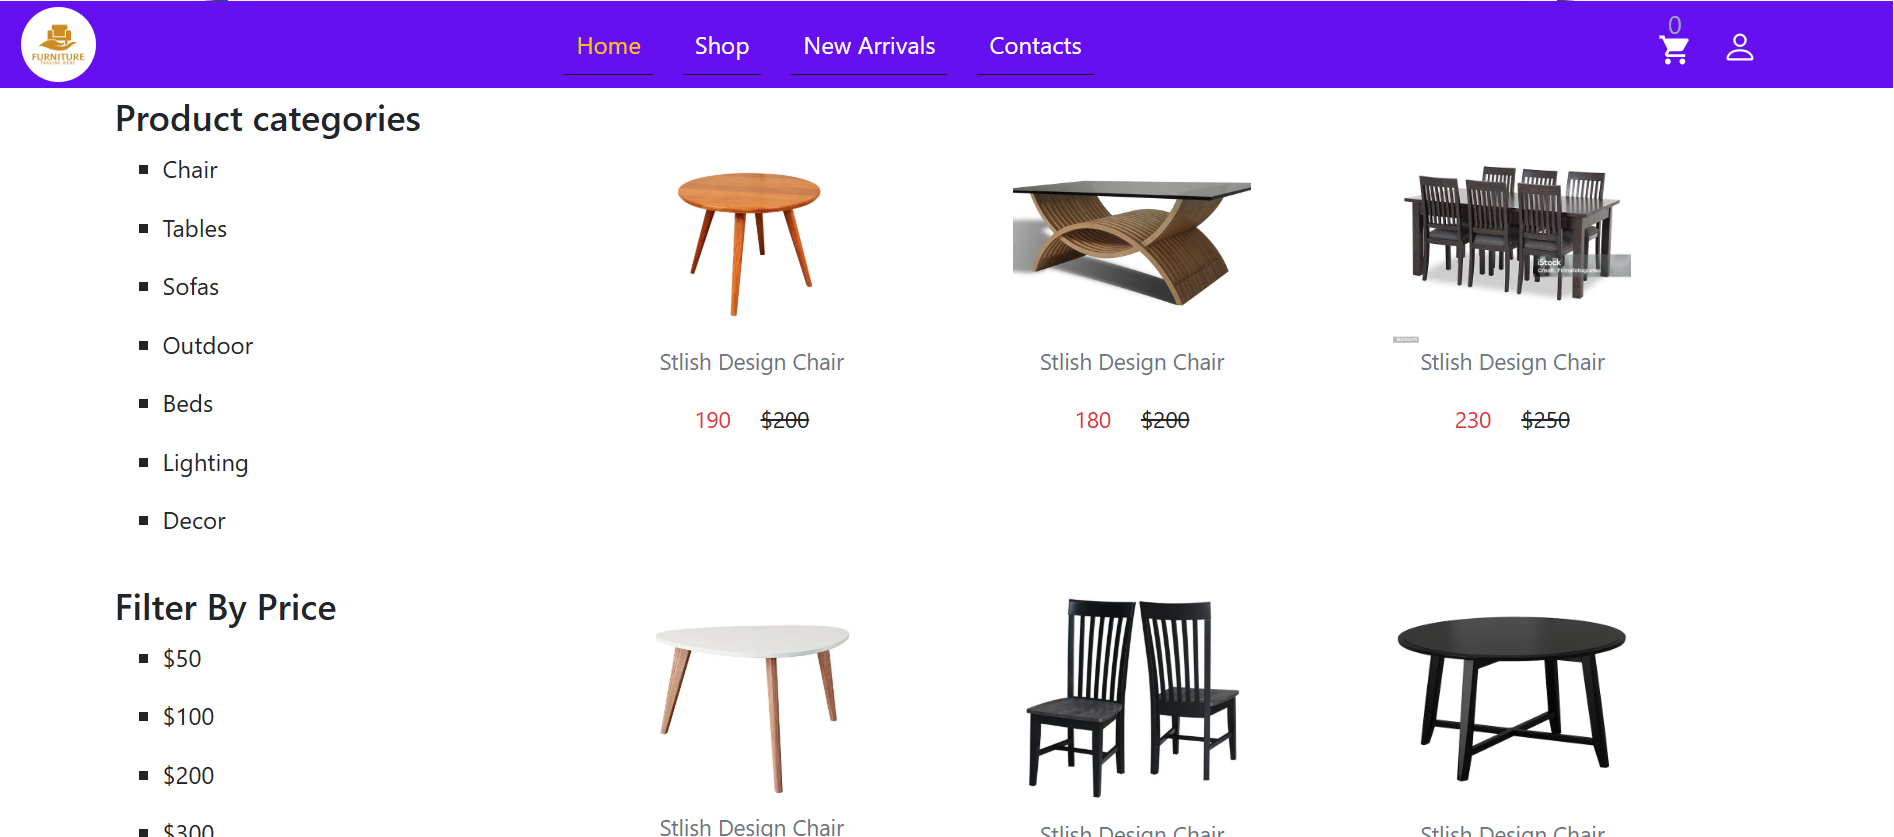 FURNITURE
TAGLINE HERE
Home
Shop
New Arrivals
Contacts
0
Product categories
Chair
Tables
Sofas
Outdoor
Beds
Lighting
Decor
Filter By Price
$50
$100
$200
$300
iStock
Stlish Design Chair
190 $200
Stlish Design Chair
180 $200
Stlish Design Chair
230 $250
Stlish Design Chair
Stlish Design Chair
Stlish Design Chair